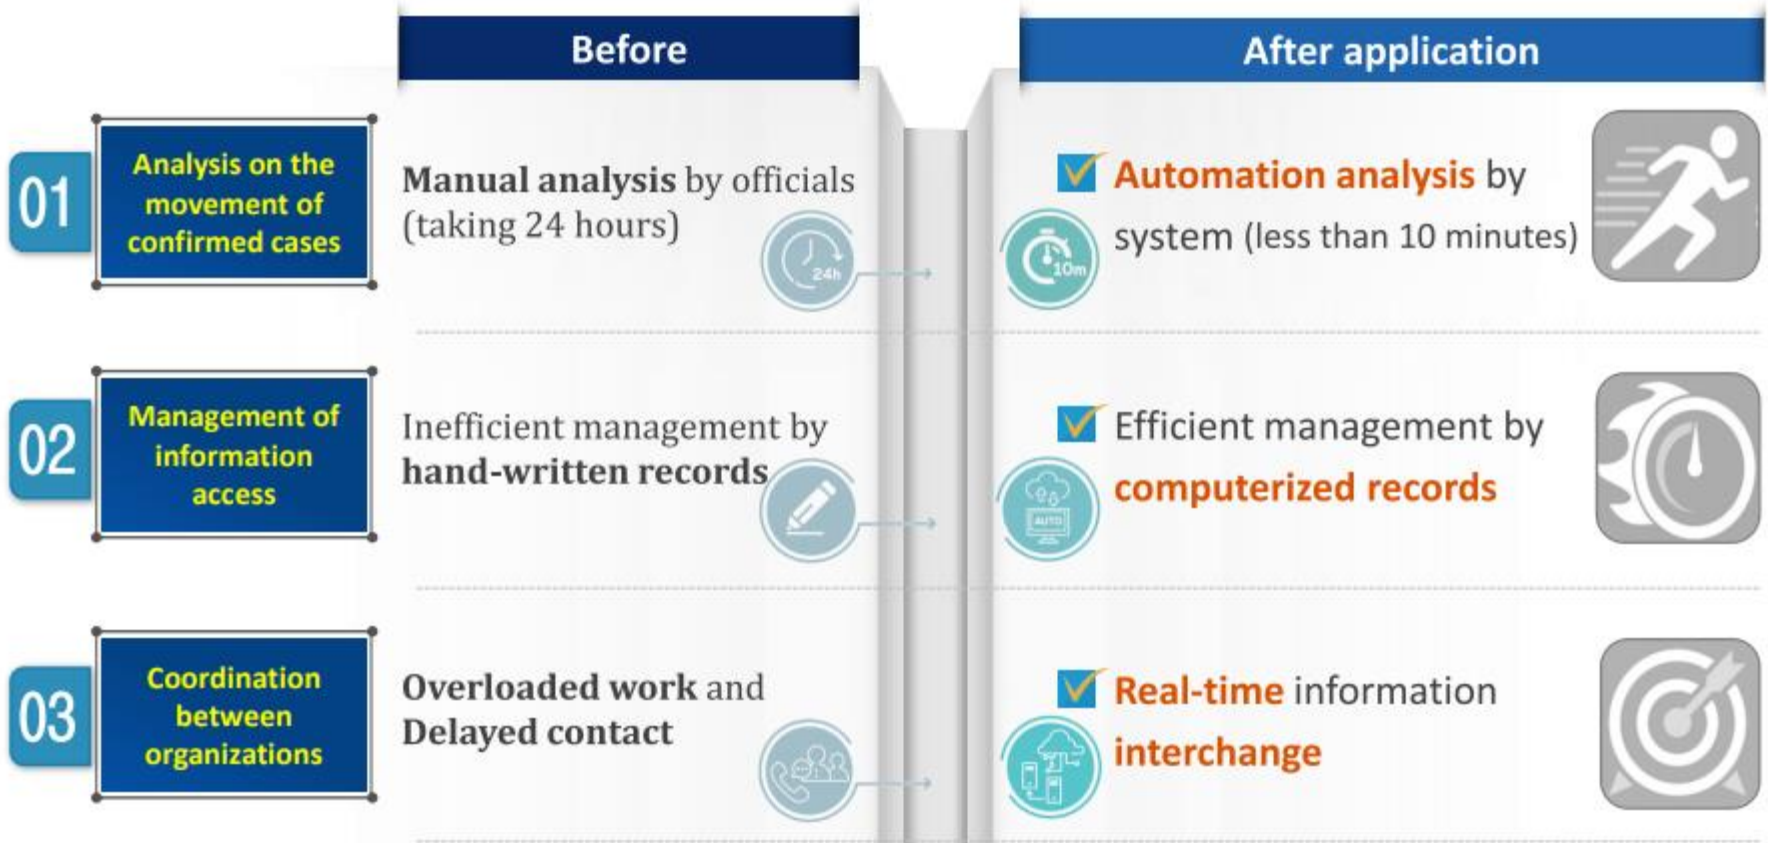 Before
After application
01
Analysis on the
movement of
confirmed cases
Manual analysis by officials
(taking 24 hours)
24h
Automation analysis by
system (less than 10 minutes)
10m
02
Management of
information
access
Inefficient management by
hand-written records
Efficient management by
computerized records
AUTO
03
Coordination
between
organizations
Overloaded work and
Delayed contact
Real-time information
interchange